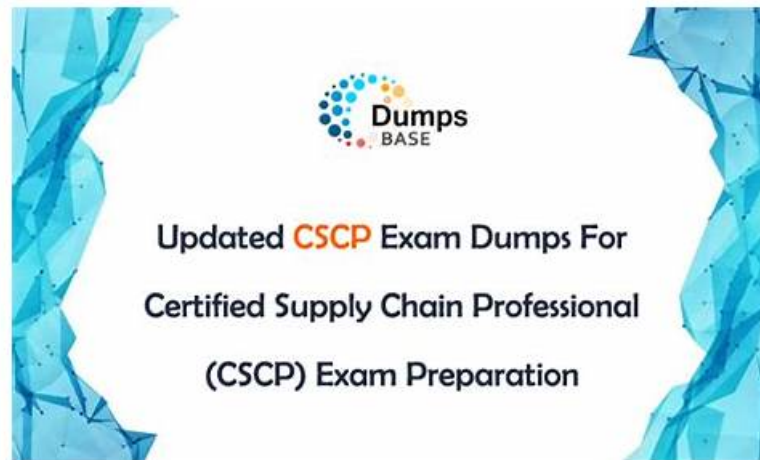 Dumps
BASE
Updated CSCP Exam Dumps For
Certified Supply Chain Professional
(CSCP) Exam Preparation